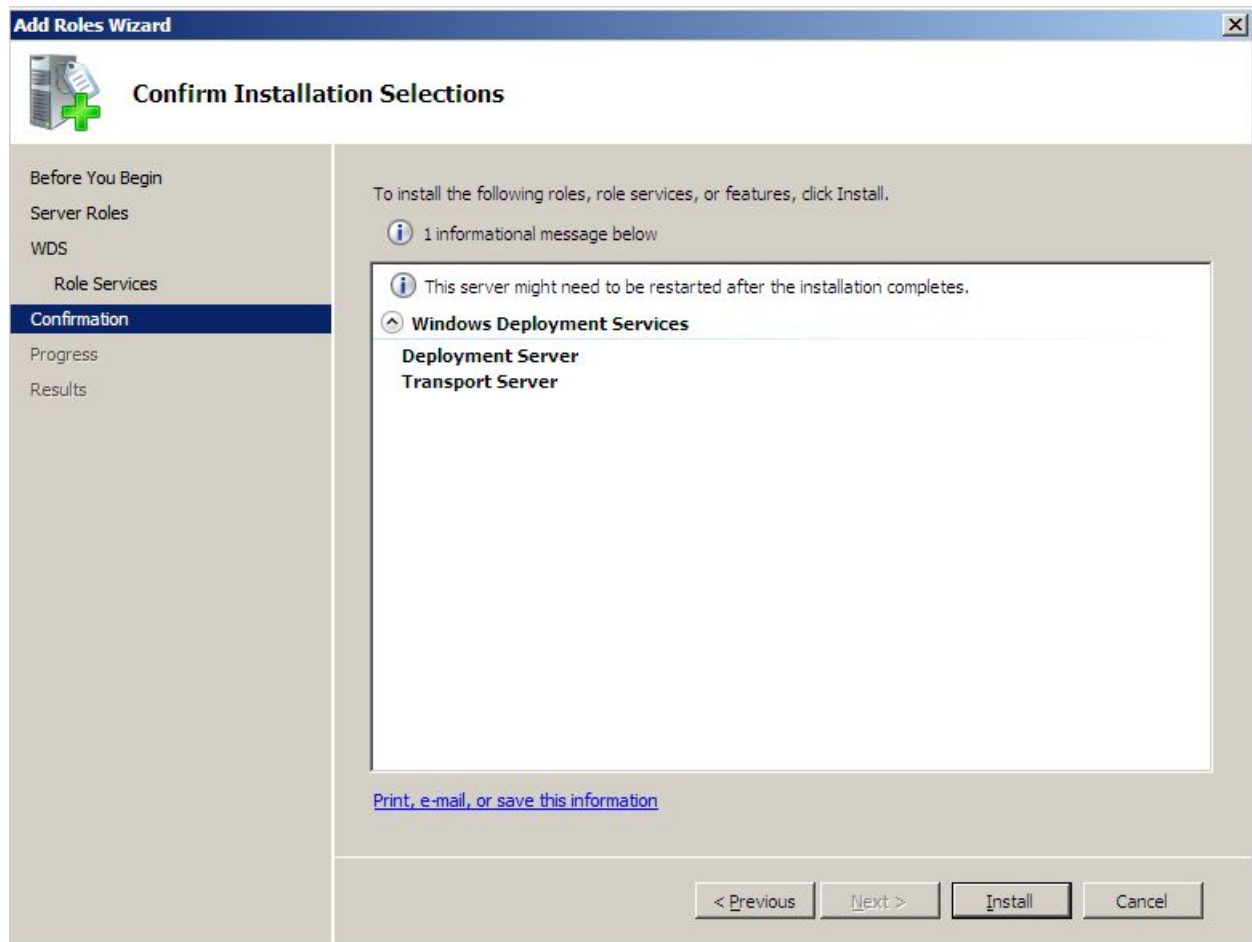 Add Roles Wizard
Confirm Installation Selections
Before You Begin
Server Roles
WDS
Role Services
Confirmation
Progress
Results
To install the following roles, role services, or features, click Install.
1 informational message below
This server might need to be restarted after the installation completes.
Windows Deployment Services
Deployment Server
Transport Server
Print, e-mail, or save this information
< Previous
Next >
Install
Cancel